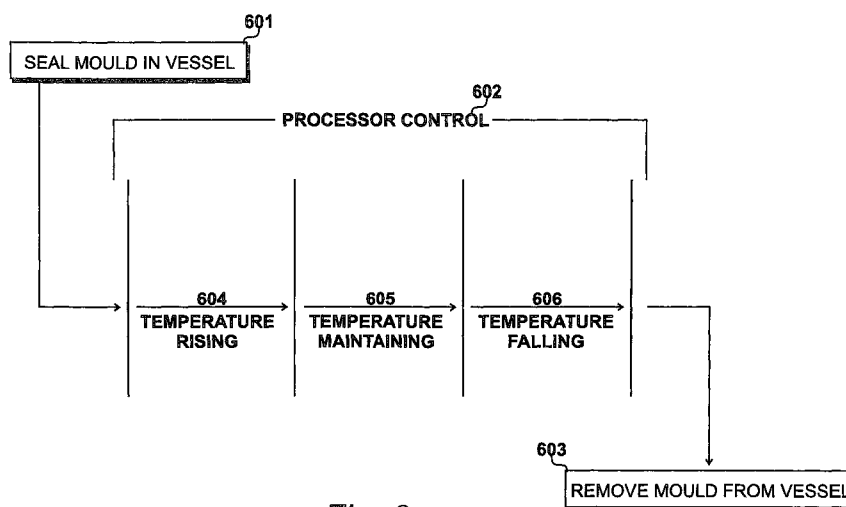 601
SEAL MOULD IN VESSEL
602
PROCESSOR CONTROL
604
TEMPERATURE
RISING
605
TEMPERATURE
MAINTAINING
606
TEMPERATURE
FALLING
603
REMOVE MOULD FROM VESSEL